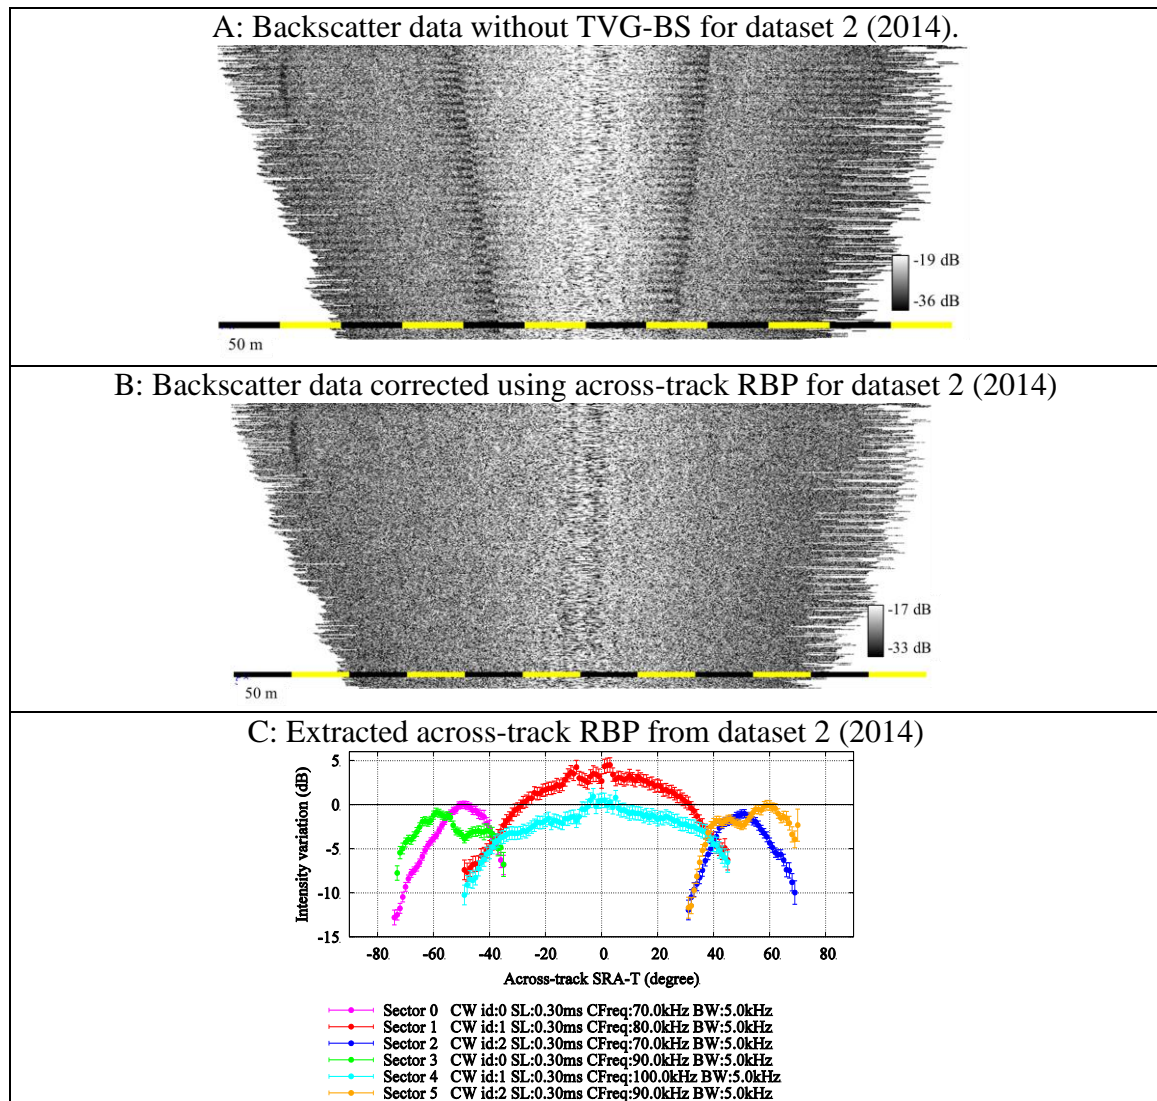 A: Backscatter data without TVG-BS for dataset 2 (2014).
-19 dB
-36 dB
50 m
B: Backscatter data corrected using across-track RBP for dataset 2 (2014)
-17 dB
-33 dB
50 m
C: Extracted across-track RBP from dataset 2 (2014)
Intensity variation (dB)
5
0
-5
-10
-15
-80 -60 -40 -20 0 20 40 60 80
Across-track SRA-T (degree)
Sector 0 CW id:0 SL:0.30ms CFreq:70.0kHz BW:5.0kHz
Sector 1 CW id:1 SL:0.30ms CFreq:80.0kHz BW:5.0kHz
Sector 2 CW id:2 SL:0.30ms CFreq:70.0kHz BW:5.0kHz
Sector 3 CW id:0 SL:0.30ms CFreq:90.0kHz BW:5.0kHz
Sector 4 CW id:1 SL:0.30ms CFreq:100.0kHz BW:5.0kHz
Sector 5 CW id:2 SL:0.30ms CFreq:90.0kHz BW:5.0kHz